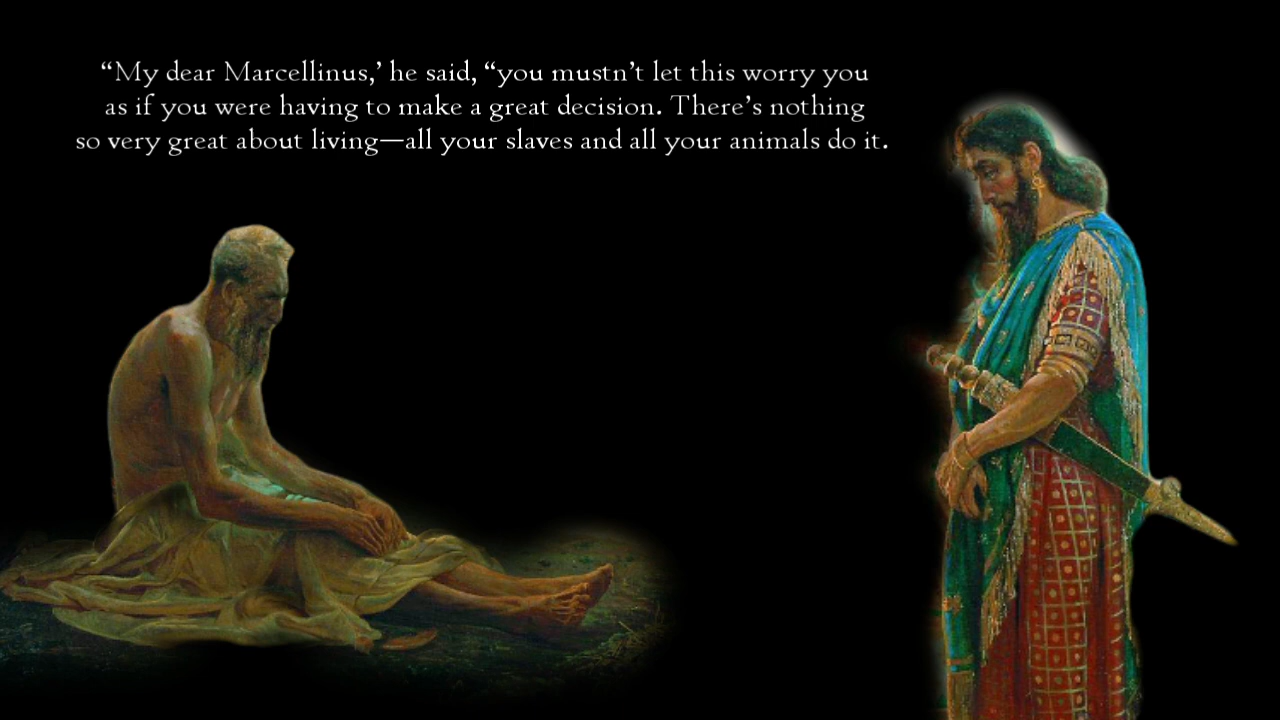 “My dear Marcellinus,’ he said, “you mustn’t let this worry you
as if you were having to make a great decision. There’s nothing
so very great about living—all your slaves and all your animals do it.